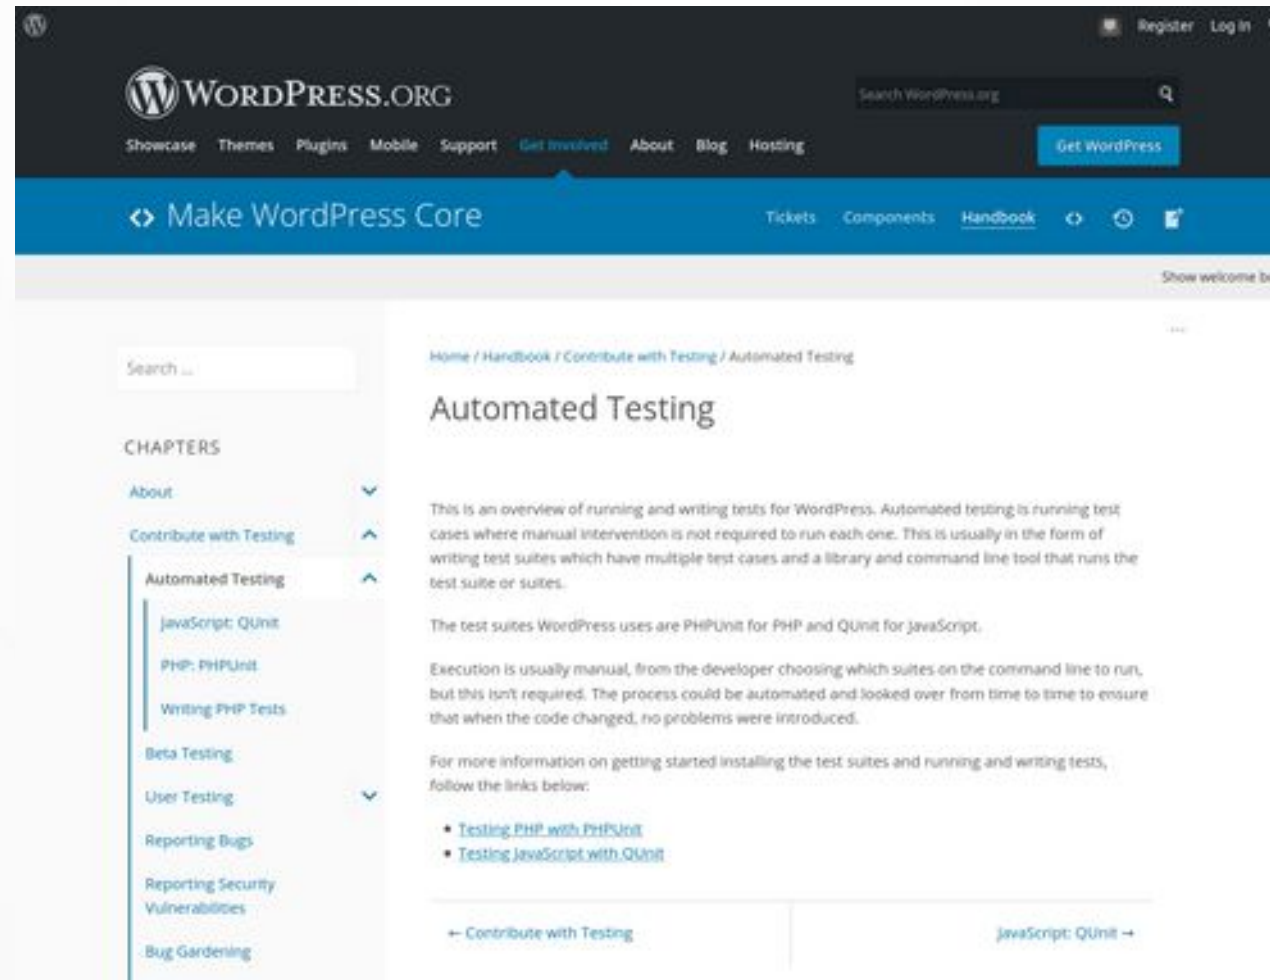 Register Log In
WORDPRESS.ORG
Search WordPress.org
Showcase Themes Plugins Mobile Support Get Involved About Blog Hosting
Get WordPress
Make WordPress Core
Tickets Components Handbook
Show welcome
Search ...
Home / Handbook / Contribute with Testing / Automated Testing
Automated Testing
CHAPTERS
About
Contribute with Testing
Automated Testing
JavaScript: QUnit
PHP: PHPUnit
Writing PHP Tests
Beta Testing
User Testing
Reporting Bugs
Reporting Security
Vulnerabilities
Bug Gardening
This is an overview of running and writing tests for WordPress. Automated testing is running test
cases where manual intervention is not required to run each one. This is usually in the form of
writing test suites which have multiple test cases and a library and command line tool that runs the
test suite or suites.
The test suites WordPress uses are PHPUnit for PHP and QUnit for JavaScript.
Execution is usually manual, from the developer choosing which suites on the command line to run,
but this isn't required. The process could be automated and looked over from time to time to ensure
that when the code changed, no problems were introduced.
For more information on getting started installing the test suites and running and writing tests,
follow the links below:
• Testing PHP with PHPUnit
• Testing JavaScript with QUnit
← Contribute with Testing
JavaScript: QUnit →